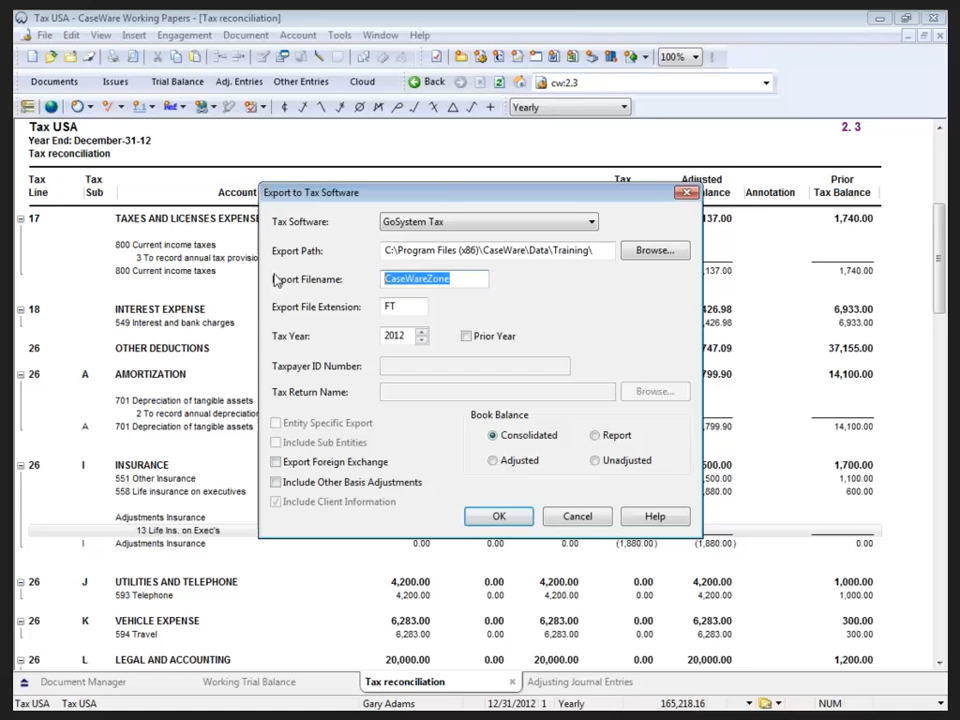 Tax USA - CaseWare Working Papers - [Tax reconciliation]
File Edit View Insert Engagement Document Account Tools Window Help
100%
Documents Issues Trial Balance Adj. Entries Other Entries Cloud Back cw:2.3
Yearly
Tax USA 2. 3
Year End: December-31-12
Tax reconciliation
Tax Tax Tax Adjusted Prior
Line Sub Account Annotation Tax Balance
17 TAXES AND LICENSES EXPENS 137.00 1,740.00
800 Current income taxes
3 To record annual tax provisio
800 Current income taxes ,137.00 1,740.00
18 INTEREST EXPENSE 426.98 6,933.00
549 Interest and bank charges 426.98 6,933.00
26 OTHER DEDUCTIONS 747.09 37,155.00
26 A AMORTIZATION 799.90 14,100.00
701 Depreciation of tangible assets
2 To record annual depreciation
A 701 Depreciation of tangible assets 799.90 14,100.00
26 I INSURANCE 500.00 1,700.00
551 Other Insurance ,500.00 1,100.00
558 Life insurance on executives ,880.00 600.00
Adjustments Insurance
13 Life Ins. on Exec's
I Adjustments Insurance 0.00 0.00 0.00 (1,880.00) (1,880.00) 0.00
26 J UTILITIES AND TELEPHONE 4,200.00 0.00 4,200.00 0.00 4,200.00 1,000.00
593 Telephone 4,200.00 0.00 4,200.00 0.00 4,200.00 1,000.00
26 K VEHICLE EXPENSE 6,283.00 0.00 6,283.00 0.00 6,283.00 300.00
594 Travel 6,283.00 0.00 6,283.00 0.00 6,283.00 300.00
26 L LEGAL AND ACCOUNTING 20,000.00 0.00 20,000.00 0.00 20,000.00 1,200.00
Export to Tax Software
Tax Software: GoSystem Tax
Export Path: C:\Program Files (x86)\CaseWare\Data\Training\ Browse...
Export Filename: CaseWareZone
Export File Extension: FT
Tax Year: 2012 Prior Year
Taxpayer ID Number:
Tax Return Name: Browse...
Book Balance
Entity Specific Export
Consolidated Report
Include Sub Entities
Export Foreign Exchange
Adjusted Unadjusted
Include Other Basis Adjustments
Include Client Information
OK Cancel Help
Document Manager Working Trial Balance Tax reconciliation Adjusting Journal Entries
Tax USA Tax USA Gary Adams 12/31/2012 1 Yearly 165,218.16 NUM